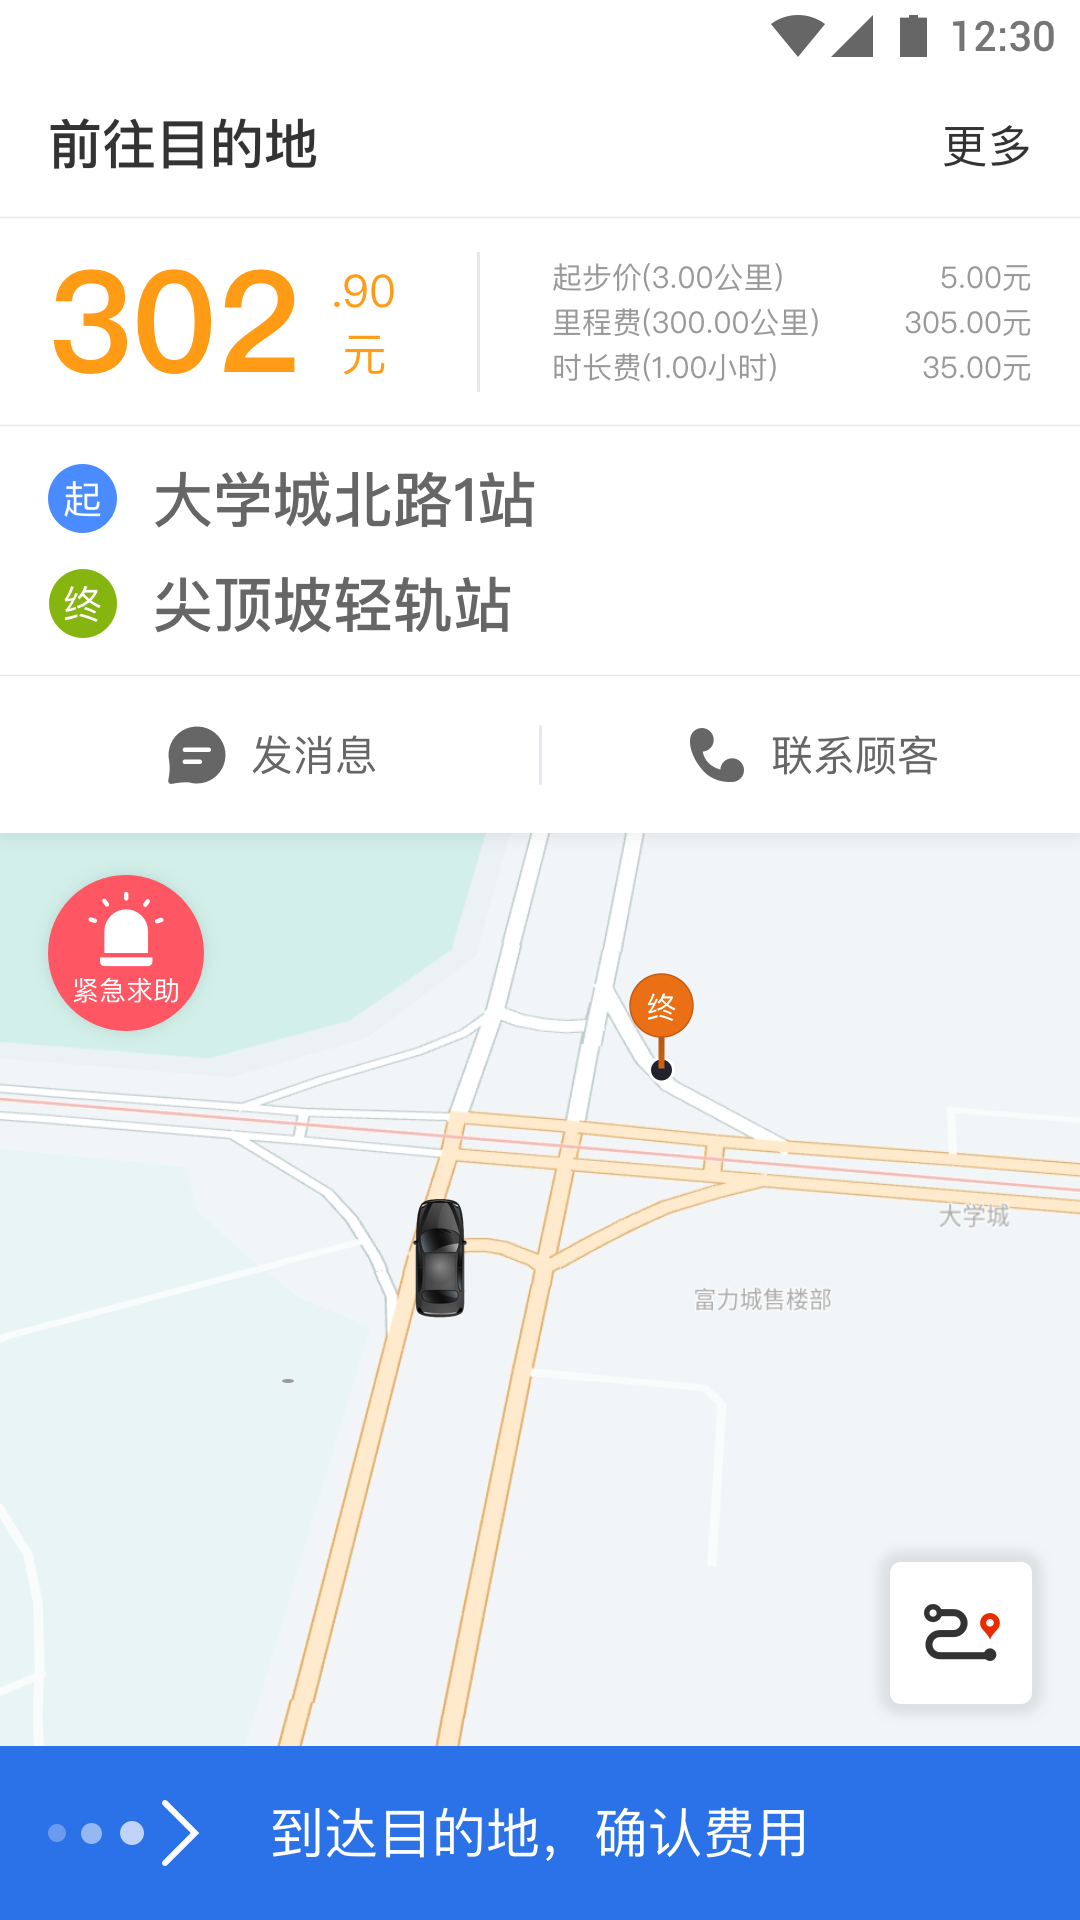 12:30
前往目的地
更多
302.90元
起步价(3.00公里) 5.00元
里程费(300.00公里) 305.00元
时长费(1.00小时) 35.00元
起 大学城北路1站
终 尖顶坡轻轨站
发消息
联系顾客
紧急求助
终
大学城
富力城售楼部
到达目的地，确认费用